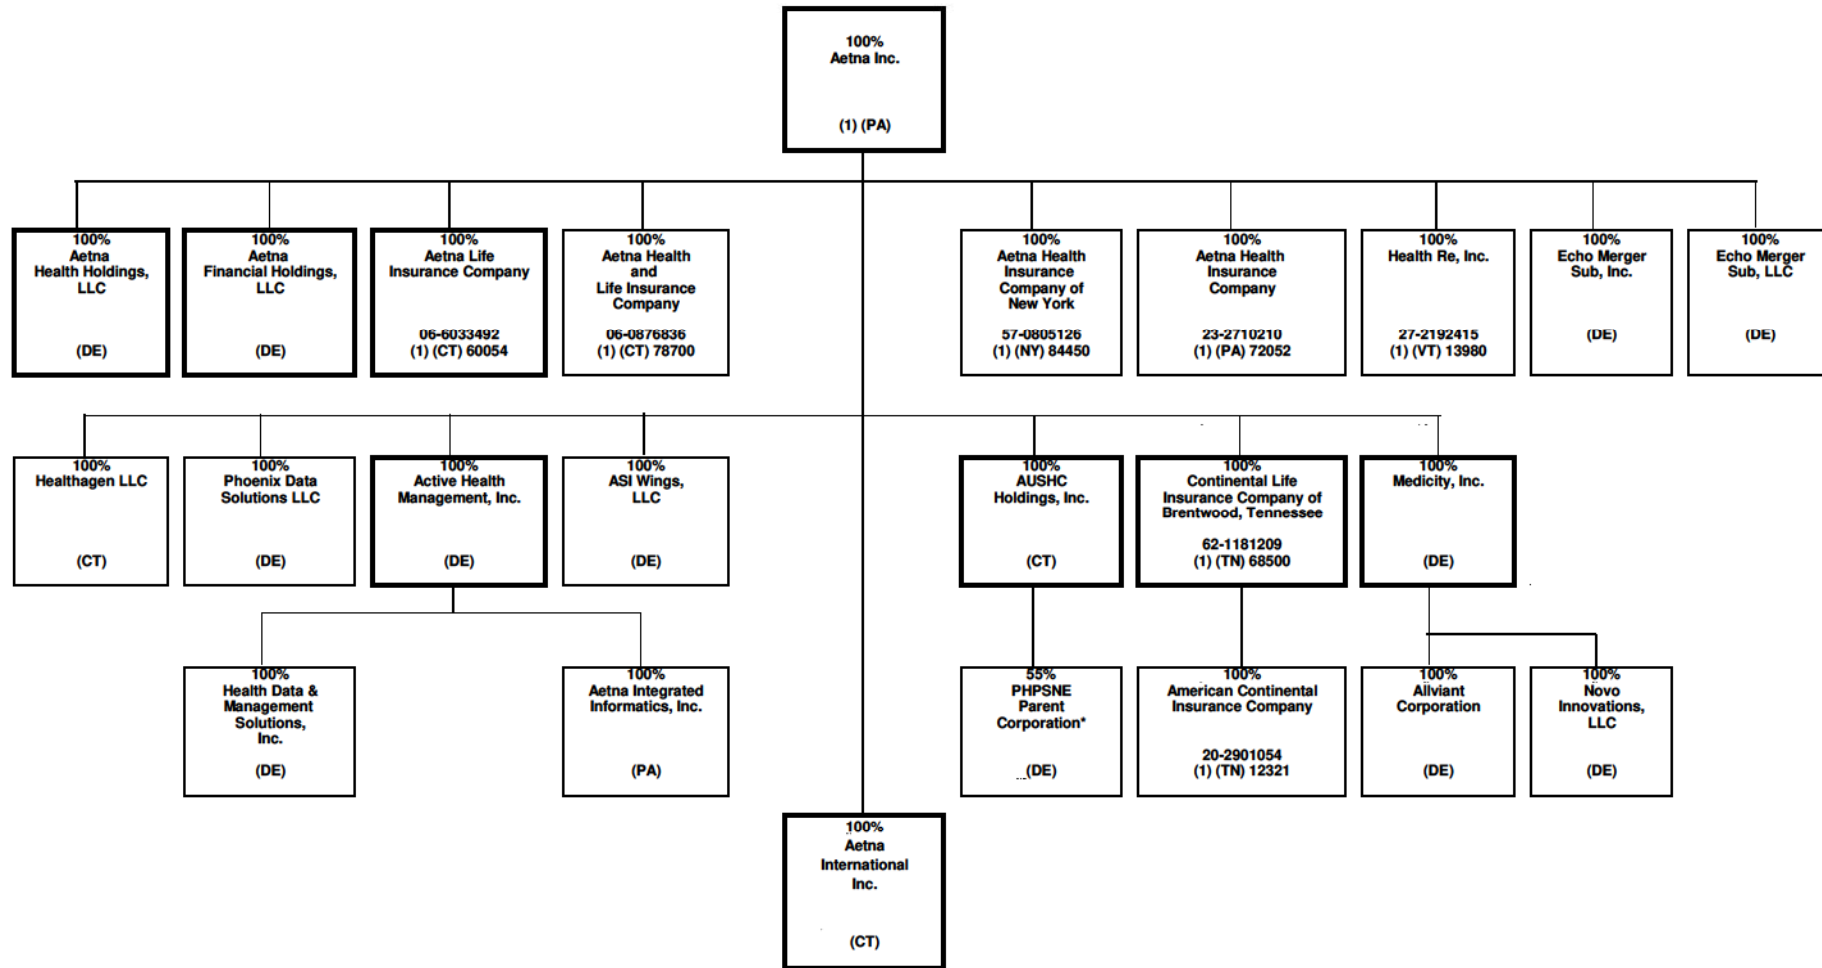 100%
Aetna Inc.
(1) (PA)
100%
Aetna
Health Holdings,
LLC
(DE)
100%
Aetna
Financial Holdings,
LLC
(DE)
100%
Aetna Life
Insurance Company
06-6033492
(1) (CT) 60054
100%
Aetna Health
and
Life Insurance
Company
06-0876836
(1) (CT) 78700
100%
Aetna Health
Insurance
Company of
New York
57-0805126
(1) (NY) 84450
100%
Aetna Health
Insurance
Company
23-2710210
(1) (PA) 72052
100%
Health Re, Inc.
27-2192415
(1) (VT) 13980
100%
Echo Merger
Sub, Inc.
(DE)
100%
Echo Merger
Sub, LLC
(DE)
100%
Healthagen LLC
(CT)
100%
Phoenix Data
Solutions LLC
(DE)
100%
Active Health
Management, Inc.
(DE)
100%
ASI Wings,
LLC
(DE)
100%
AUSHC
Holdings, Inc.
(CT)
100%
Continental Life
Insurance Company of
Brentwood, Tennessee
62-1181209
(1) (TN) 68500
100%
Medicity, Inc.
(DE)
100%
Health Data &
Management
Solutions,
Inc.
(DE)
100%
Aetna Integrated
Informatics, Inc.
(PA)
55%
PHPSNE
Parent
Corporation*
(DE)
100%
American Continental
Insurance Company
20-2901054
(1) (TN) 12321
100%
Allviant
Corporation
(DE)
100%
Novo
Innovations,
LLC
(DE)
100%
Aetna
International
Inc.
(CT)